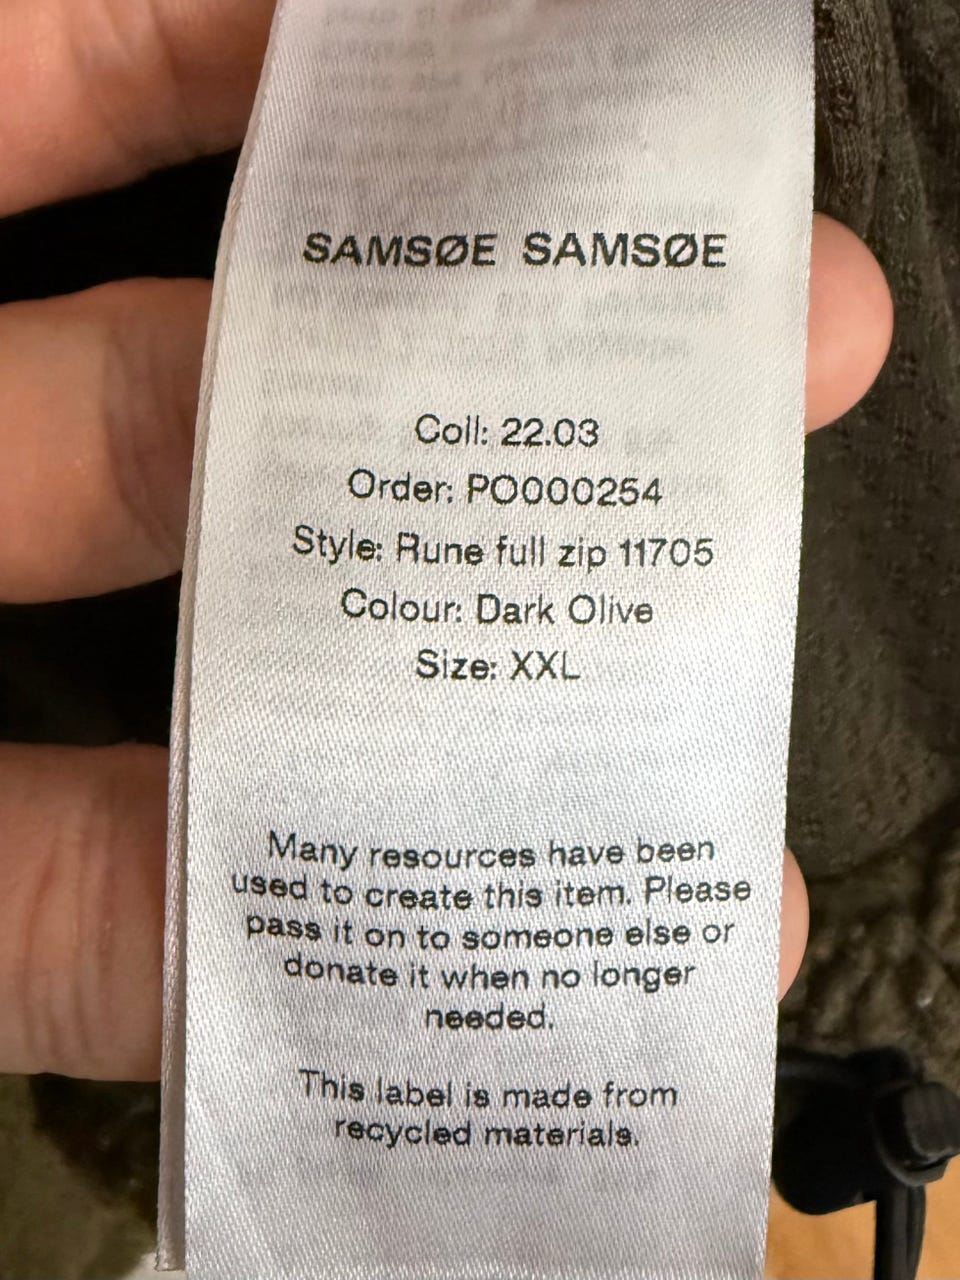 SAMSØE SAMSØE
Coll: 22.03
Order: PO000254
Style: Rune full zip 11705
Colour: Dark Olive
Size: XXL
Many resources have been
used to create this item. Please
pass it on to someone else or
donate it when no longer
needed.
This label is made from
recycled materials.